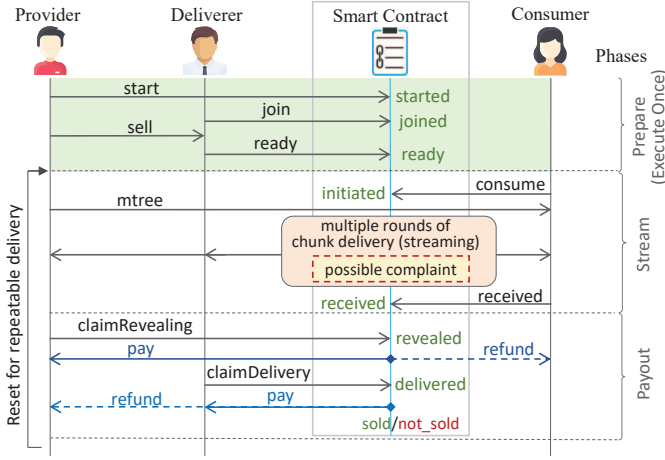 Provider Deliverer Smart Contract Consumer
Phases
start started
join joined
sell
ready ready
Prepare
(Execute Once)
initiated consume
mtree
multiple rounds of
chunk delivery (streaming)
possible complaint
received received
Stream
Reset for repeatable delivery
claimRevealing revealed
pay refund
claimDelivery delivered
refund pay
sold/not_sold
Payout